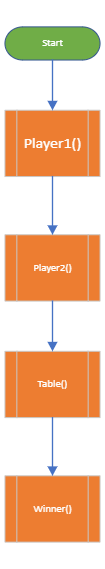 Start
Player1()
Player2()
Table()
Winner()